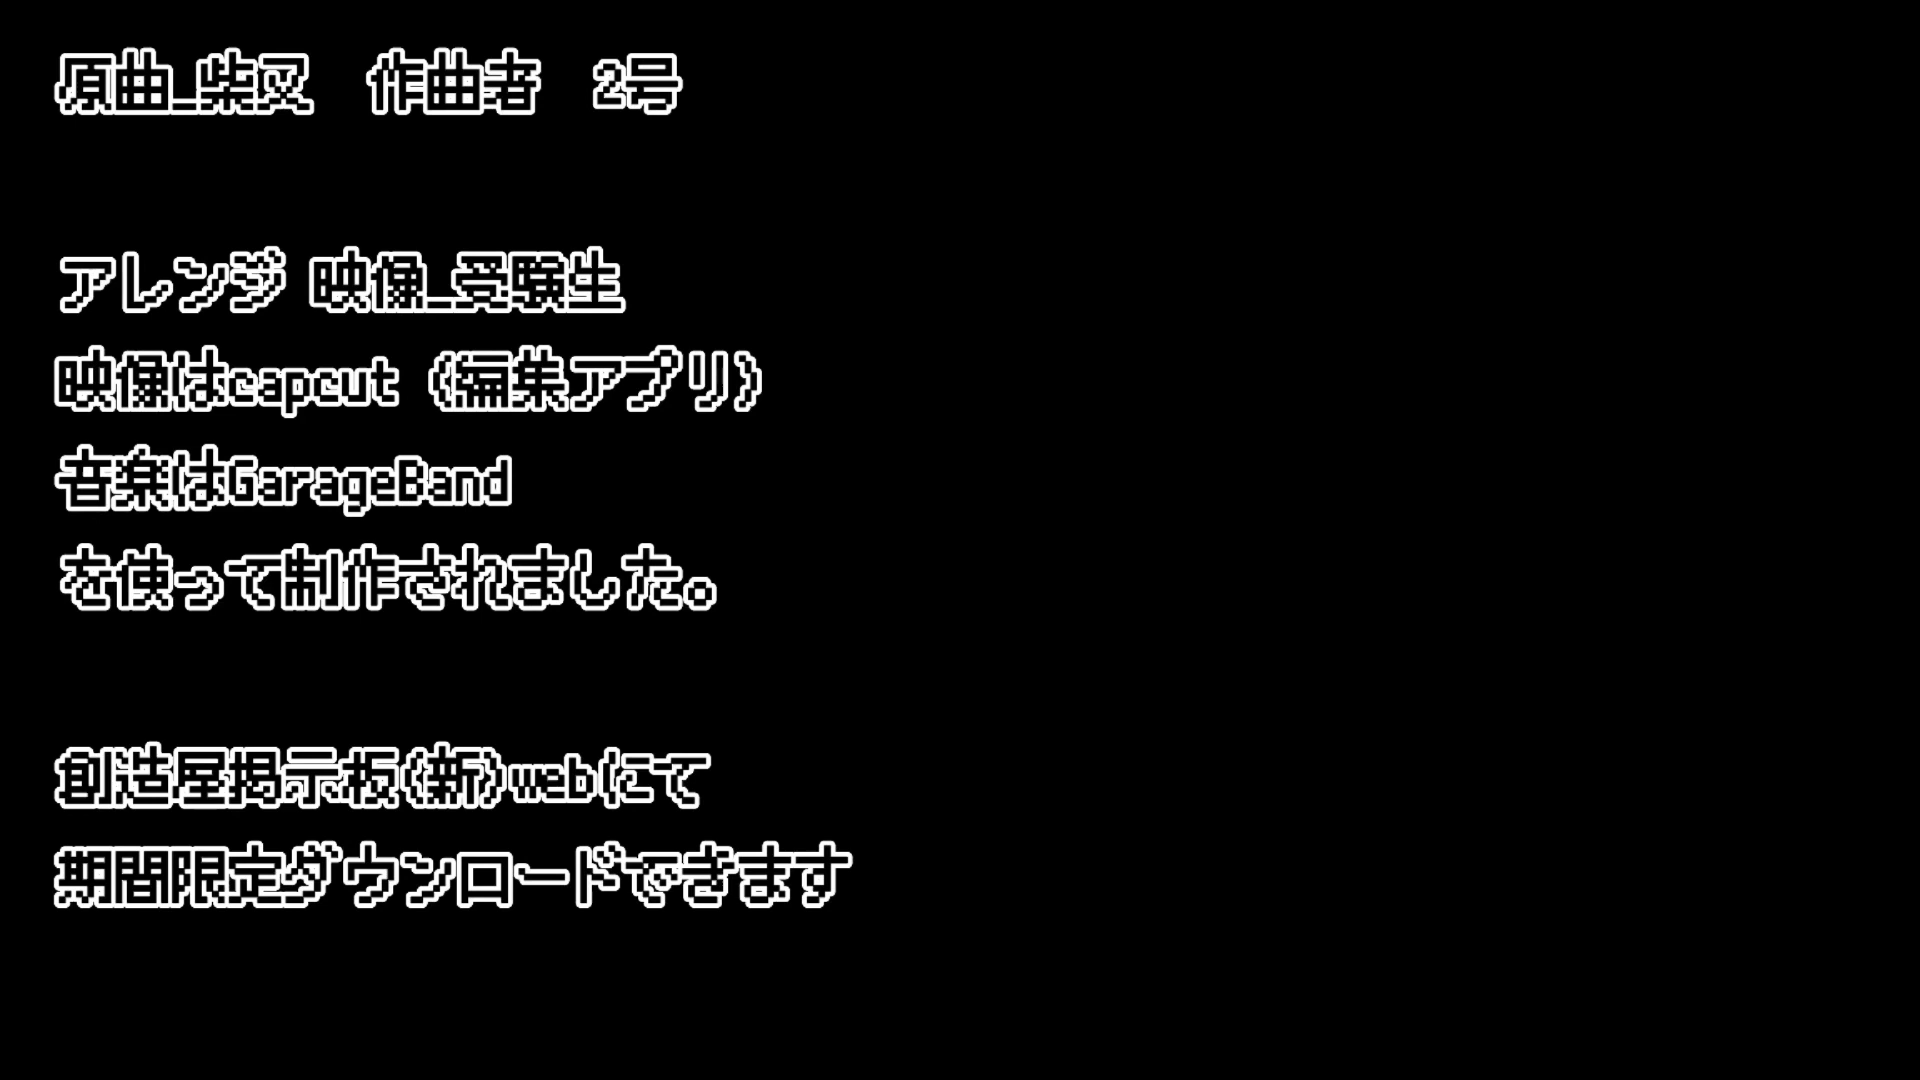 原曲_柴又　作曲者　2号
アレンジ 映像_受験生
映像はcapcut (編集アプリ)
音楽はGarageBand
を使って制作されました。
創造屋掲示板(新)webにて
期間限定ダウンロードできます